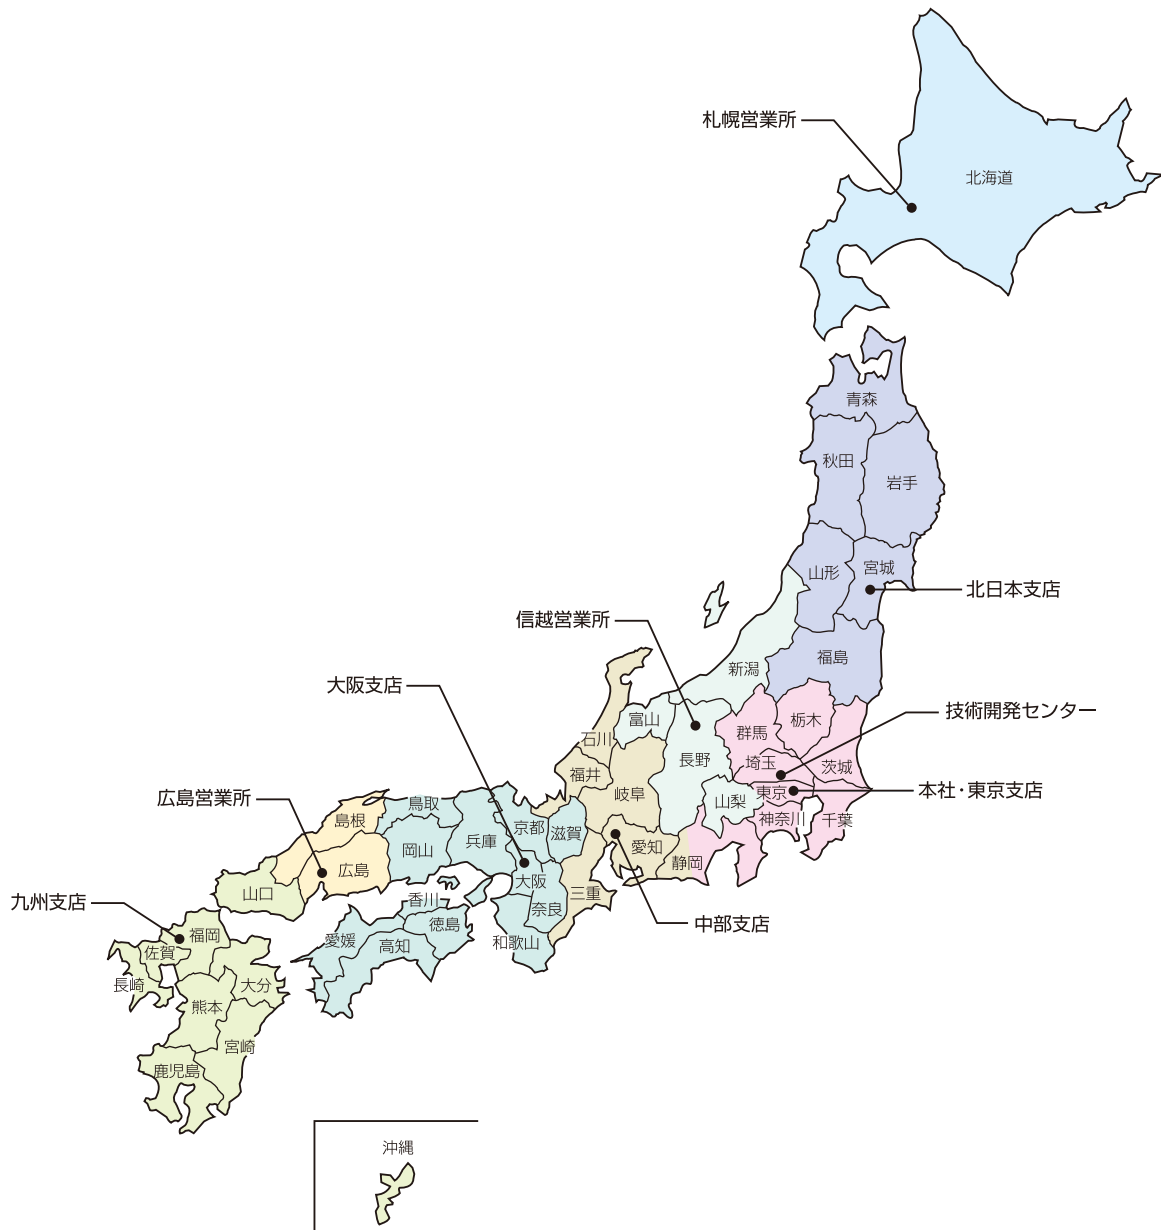 札幌営業所
北海道
青森
秋田
岩手
山形
宮城
北日本支店
信越営業所
福島
新潟
大阪支店
技術開発センター
富山
群馬
栃木
石川
長野
埼玉
茨城
福井
岐阜
山梨
東京
本社・東京支店
広島営業所
鳥取
島根
神奈川
千葉
京都
滋賀
兵庫
岡山
愛知
静岡
広島
大阪
山口
香川
奈良
三重
九州支店
中部支店
徳島
福岡
愛媛
高知
和歌山
佐賀
長崎
大分
熊本
宮崎
鹿児島
沖縄